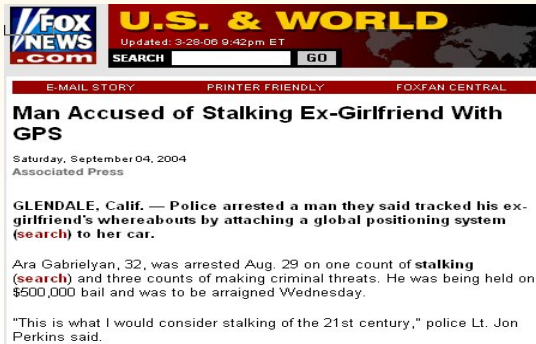 FOX
NEWS
.com
U.S. & WORLD
Updated: 3-28-06 9:42pm ET
SEARCH GO
E-MAIL STORY PRINTER FRIENDLY FOXFAN CENTRAL
Man Accused of Stalking Ex-Girlfriend With
GPS
Saturday, September 04, 2004
Associated Press
GLENDALE, Calif. — Police arrested a man they said tracked his ex-
girlfriend's whereabouts by attaching a global positioning system
(search) to her car.
Ara Gabrielyan, 32, was arrested Aug. 29 on one count of stalking
(search) and three counts of making criminal threats. He was being held on
$500,000 bail and was to be arraigned Wednesday.
"This is what I would consider stalking of the 21st century," police Lt. Jon
Perkins said.